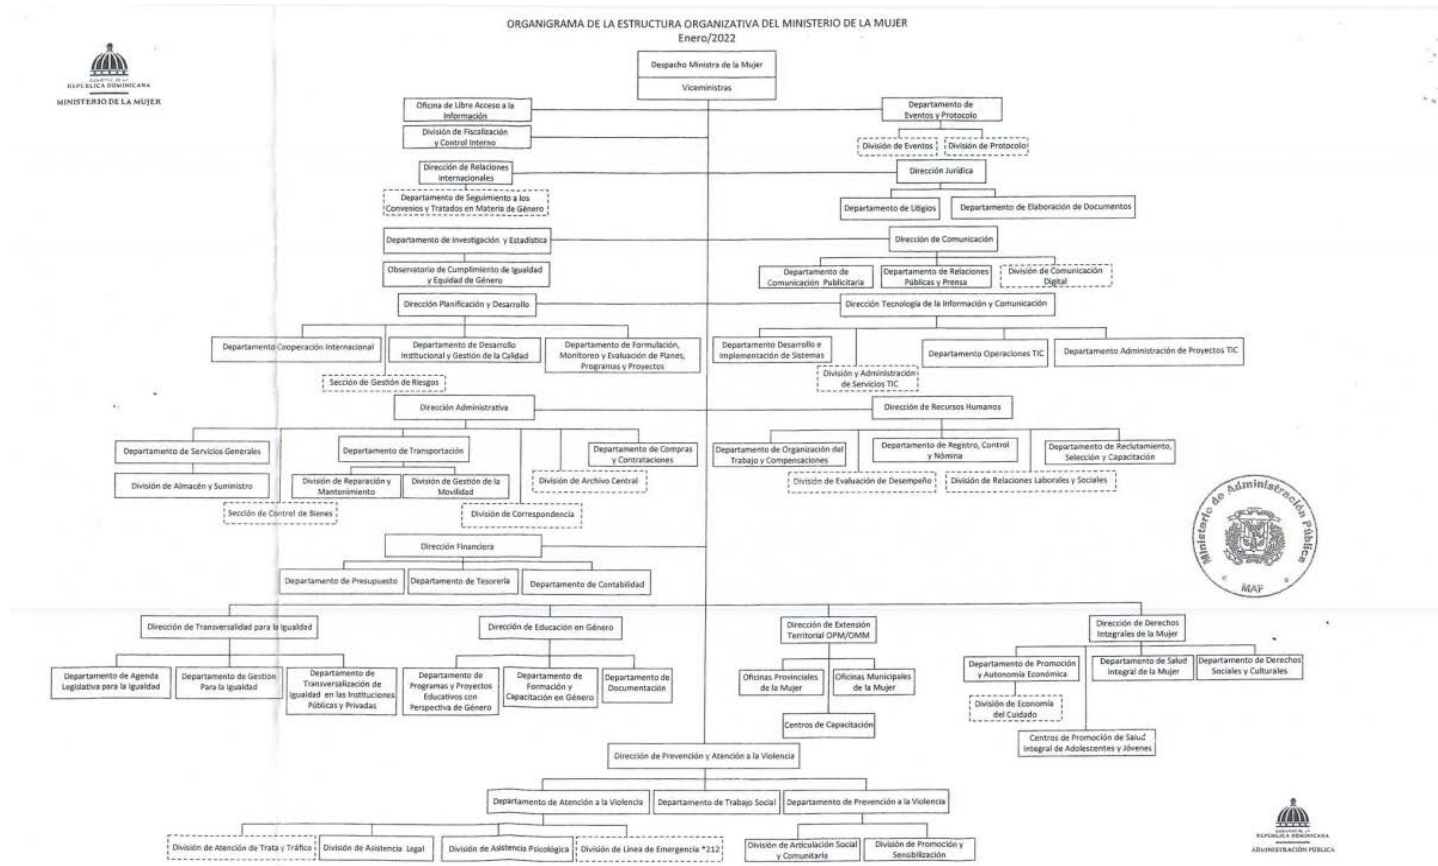 ORGANIGRAMA DE LA ESTRUCTURA ORGANIZATIVA DEL MINISTERIO DE LA MUJER
Enero/2022
REPÚBLICA DOMINICANA
MINISTERIO DE LA MUJER
Despacho Ministra de la Mujer
Viceministras
Oficina de Libre Acceso a la
Información
Departamento de
Eventos y Protocolo
División de Fiscalización
y Control Interno
División de Eventos
División de Protocolo
Dirección de Relaciones
Internacionales
Dirección Jurídica
Departamento de Seguimiento a los
Convenios y Tratados en Materia de Género
Departamento de Litigios
Departamento de Elaboración de Documentos
Departamento de Investigación y Estadística
Dirección de Comunicación
Observatorio de Cumplimiento de Igualdad
y Equidad de Género
Departamento de
Comunicación Publicitaria
Departamento de Relaciones
Públicas y Prensa
División de Comunicación
Digital
Dirección Planificación y Desarrollo
Dirección Tecnología de la Información y Comunicación
Departamento Cooperación Internacional
Departamento de Desarrollo
Institucional y Gestión de la Calidad
Departamento de Formulación,
Monitoreo y Evaluación de Planes,
Programas y Proyectos
Sección de Gestión de Riesgos
Departamento Desarrollo e
Implementación de Sistemas
Departamento Operaciones TIC
Departamento Administración de Proyectos TIC
División y Administración
de Servicios TIC
Dirección Administrativa
Dirección de Recursos Humanos
Departamento de Servicios Generales
Departamento de Transportación
Departamento de Compras
y Contrataciones
División de Almacén y Suministro
División de Reparación y
Mantenimiento
División de Gestión de la
Movilidad
División de Archivo Central
Sección de Control de Bienes
División de Correspondencia
Departamento de Organización del
Trabajo y Compensaciones
Departamento de Registro, Control
y Nómina
Departamento de Reclutamiento,
Selección y Capacitación
División de Evaluación de Desempeño
División de Relaciones Laborales y Sociales
Ministerio de Administración Pública
MAP
Dirección Financiera
Departamento de Presupuesto
Departamento de Tesorería
Departamento de Contabilidad
Dirección de Transversalidad para la Igualdad
Dirección de Educación en Género
Dirección de Extensión
Territorial OPM/OMM
Dirección de Derechos
Integrales de la Mujer
Departamento de Agenda
Legislativa para la Igualdad
Departamento de Gestión
Para la Igualdad
Departamento de
Transversalización de
Igualdad en las Instituciones
Públicas y Privadas
Departamento de
Programas y Proyectos
Educativos con
Perspectiva de Género
Departamento de
Formación y
Capacitación en Género
Departamento de
Documentación
Oficinas Provinciales
de la Mujer
Oficinas Municipales
de la Mujer
Centros de Capacitación
Departamento de Promoción
y Autonomía Económica
Departamento de Salud
Integral de la Mujer
Departamento de Derechos
Sociales y Culturales
División de Economía
del Cuidado
Centros de Promoción de Salud
Integral de Adolescentes y Jóvenes
Dirección de Prevención y Atención a la Violencia
Departamento de Atención a la Violencia
Departamento de Trabajo Social
Departamento de Prevención a la Violencia
División de Atención de Trata y Tráfico
División de Asistencia Legal
División de Asistencia Psicológica
División de Línea de Emergencia *212
División de Articulación Social
y Comunitaria
División de Promoción y
Sensibilización
REPÚBLICA DOMINICANA
ADMINISTRACIÓN PÚBLICA